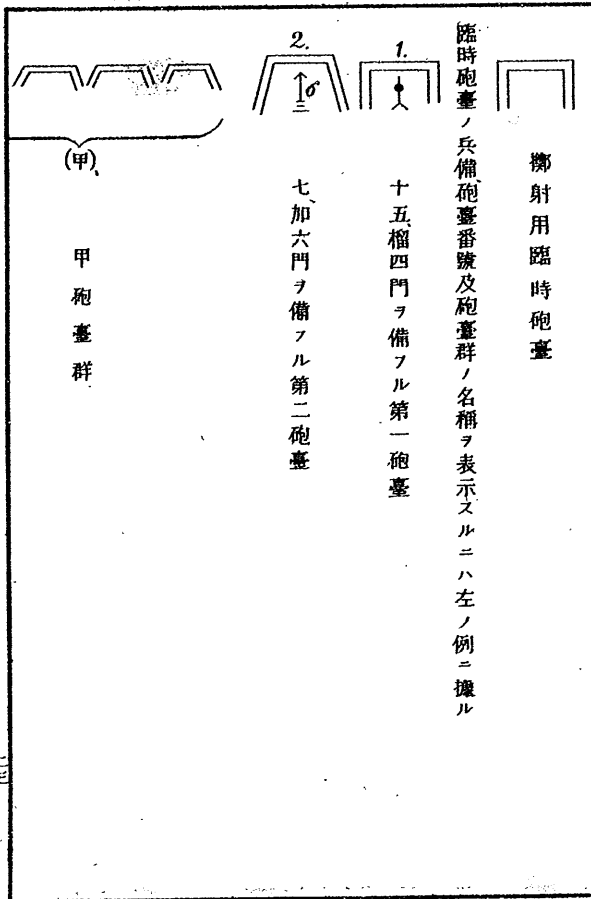 擲射用臨時砲臺
臨時砲臺ノ兵備、砲臺番號及砲臺群ノ名稱ヲ表示スルニハ左ノ例ニ據ル
1.
十五、榴四門ヲ備フル第一砲臺
2.
6
七、加六門ヲ備フル第二砲臺
(甲)
甲砲臺群
二三